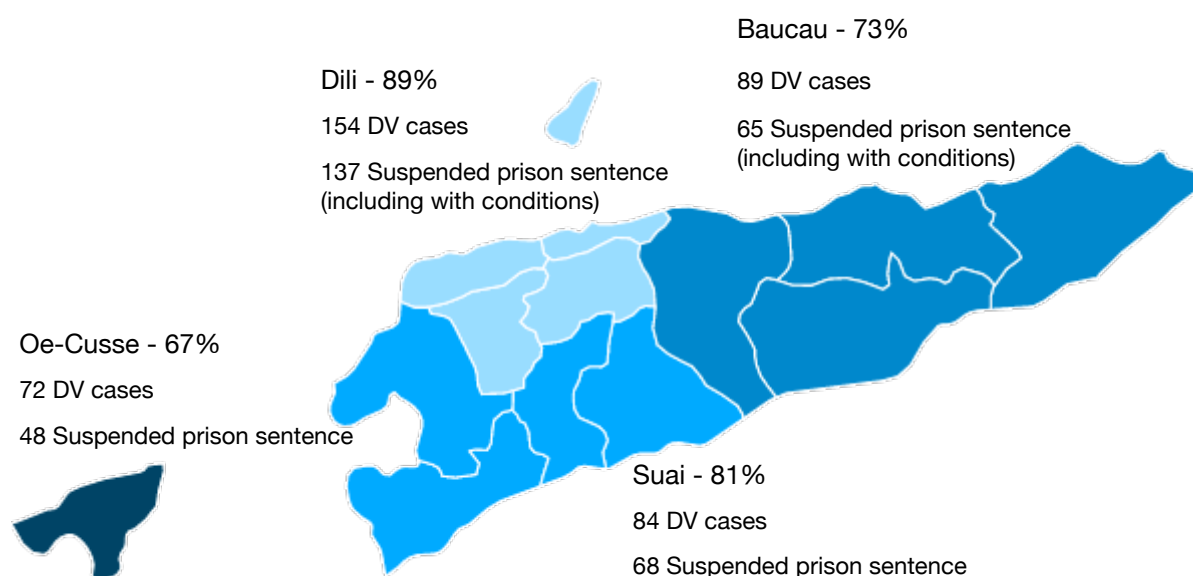 Baucau - 73%
89 DV cases
65 Suspended prison sentence
(including with conditions)
Dili - 89%
154 DV cases
137 Suspended prison sentence
(including with conditions)
Oe-Cusse - 67%
72 DV cases
48 Suspended prison sentence
Suai - 81%
84 DV cases
68 Suspended prison sentence